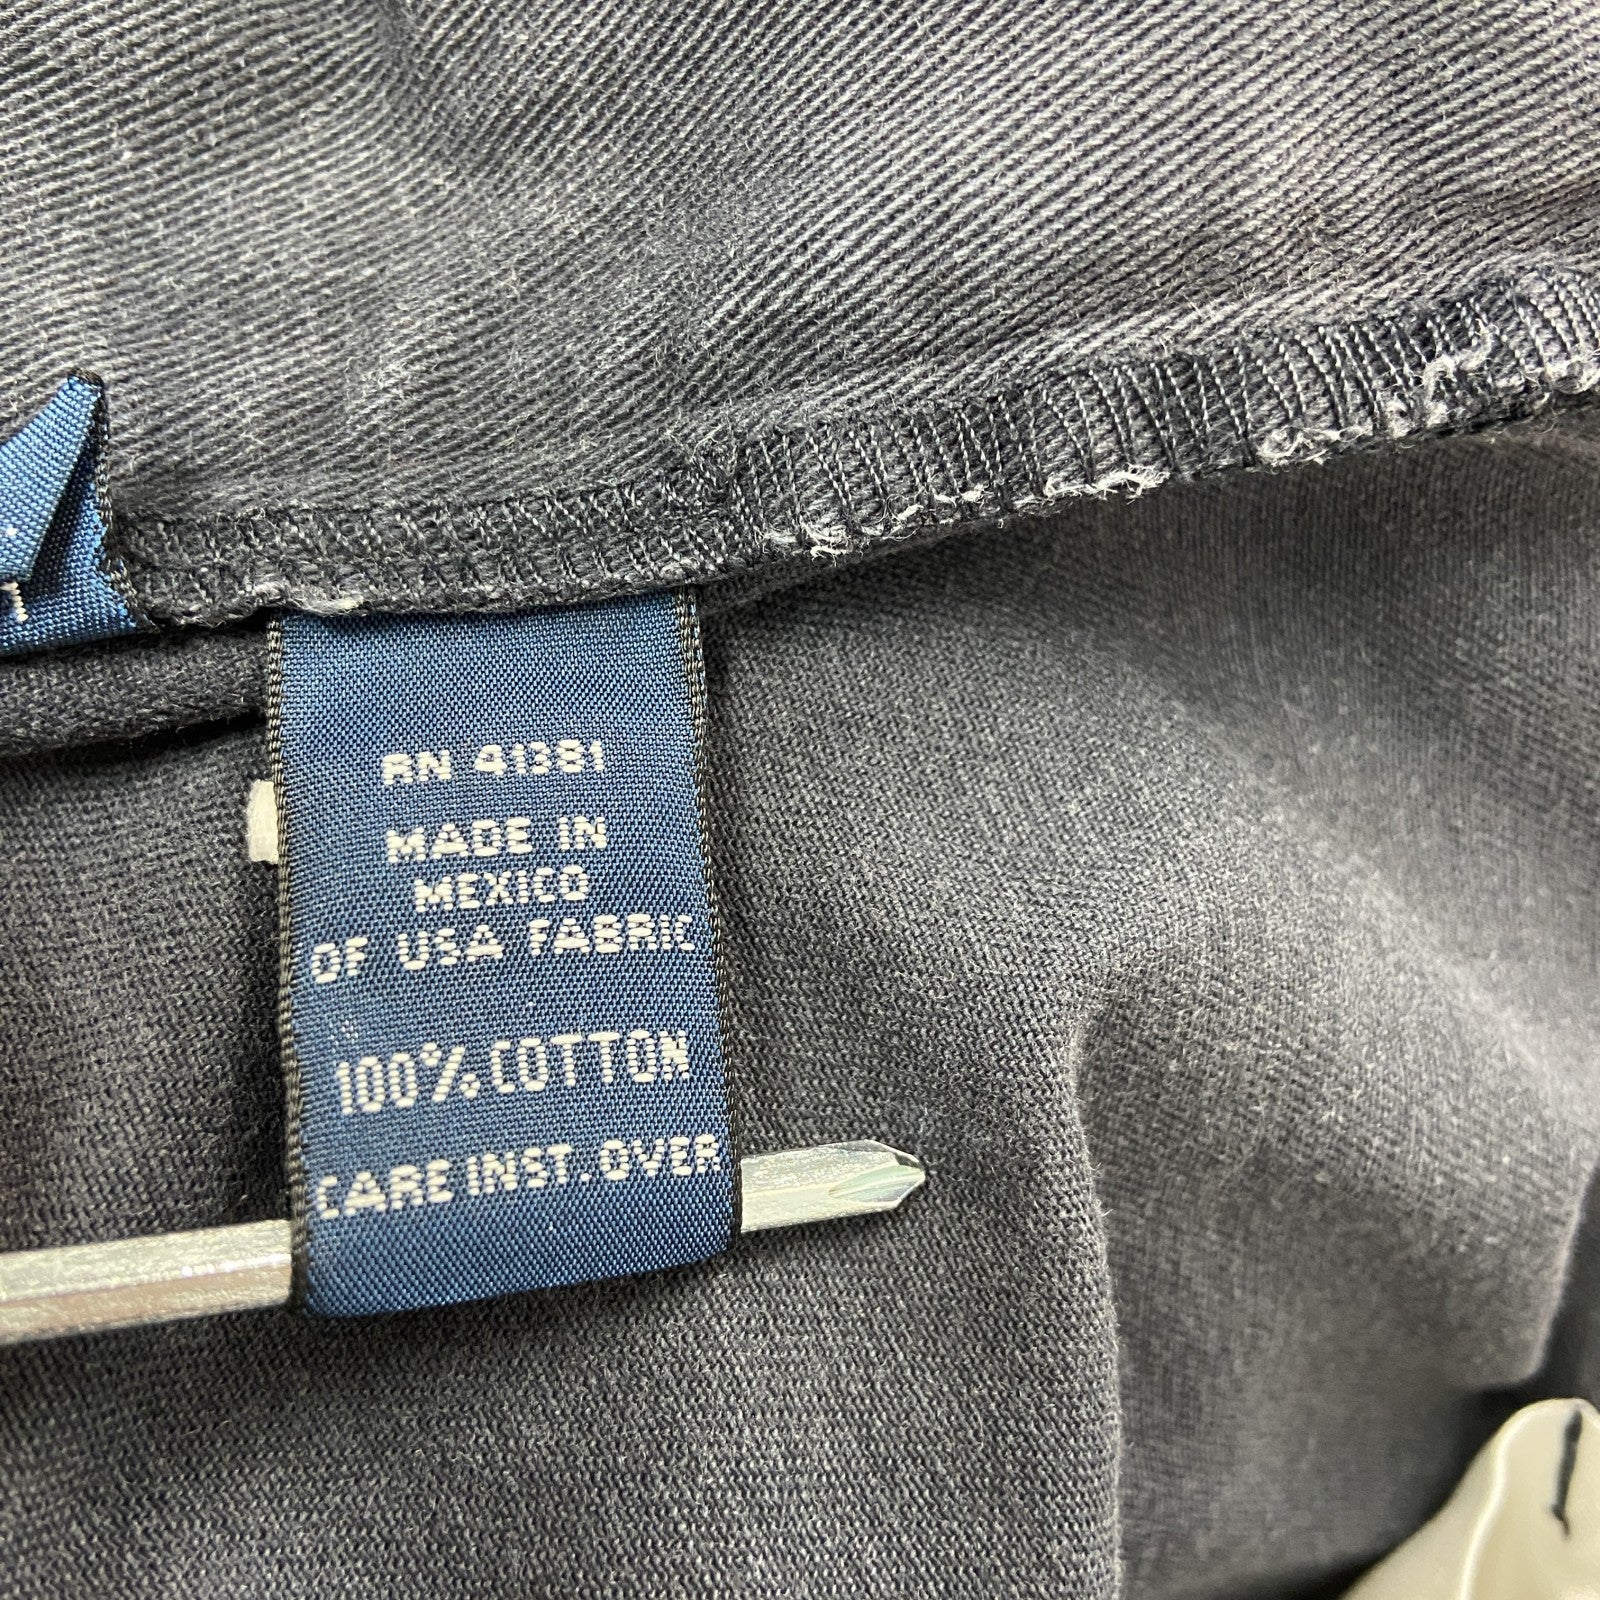 RN 41381
MADE IN
MEXICO
OF USA FABRIC
100% COTTON
CARE INST. OVER